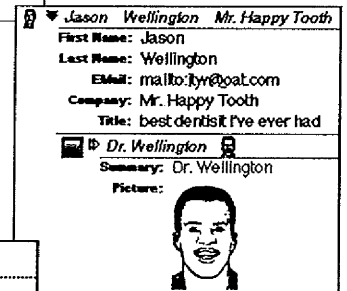 Jason Wellington Mr. Happy Tooth
First Name: Jason
Last Name: Wellington
EMail: mailto:jtw@oat.com
Company: Mr. Happy Tooth
Title: best dentisit I've ever had
Dr. Wellington
Summary: Dr. Wellington
Picture: